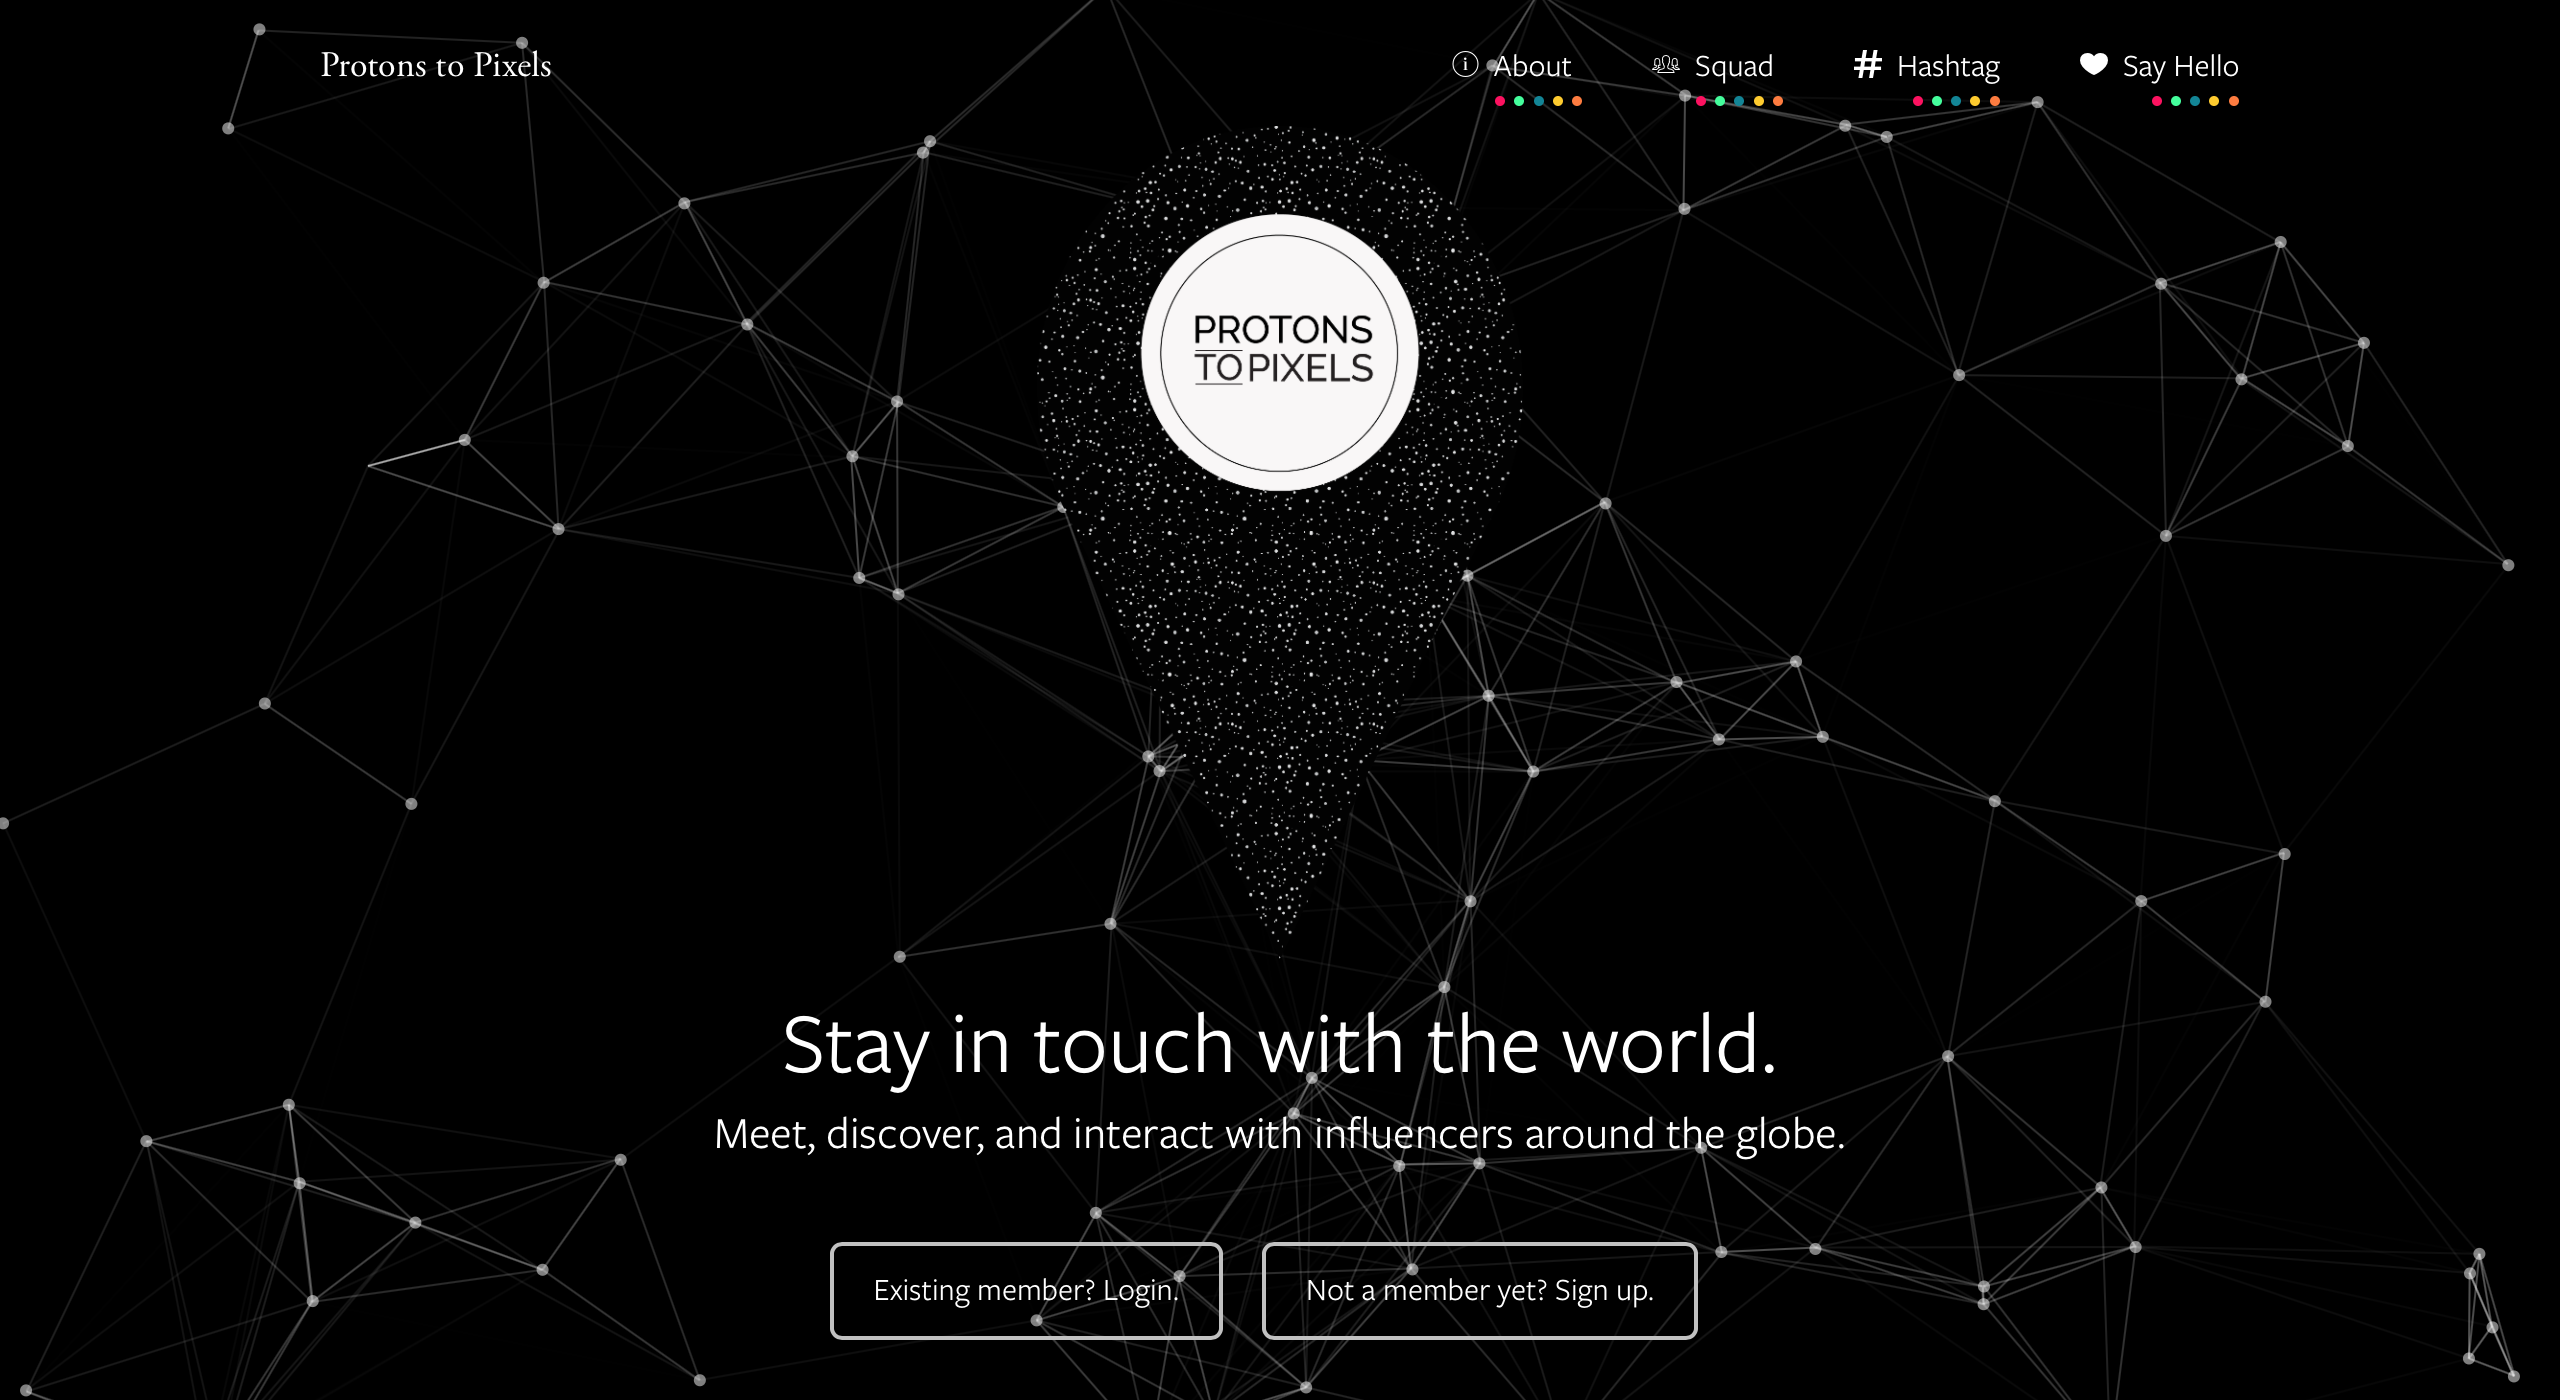 Protons to Pixels
About
Squad
# Hashtag
Say Hello
PROTONS
TO PIXELS
Stay in touch with the world.
Meet, discover, and interact with influencers around the globe.
Existing member? Login.
Not a member yet? Sign up.